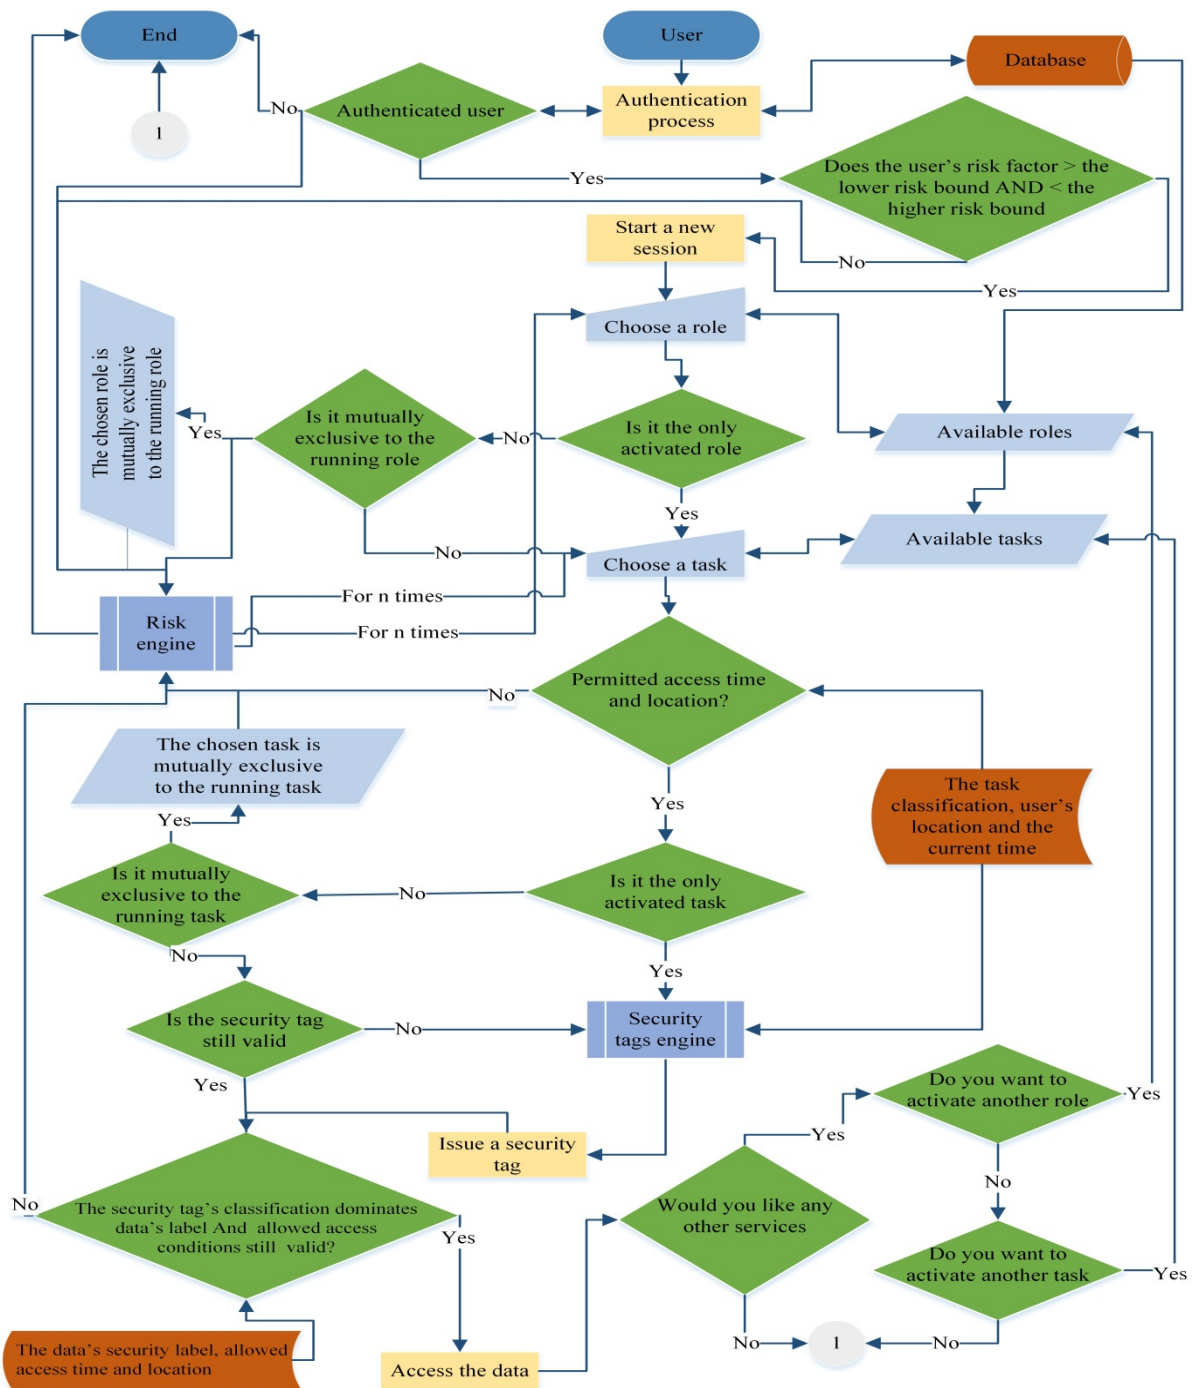 End
User
Database
No
Authenticated user
Authentication
process
1
Yes
Does the user's risk factor > the
lower risk bound AND < the
higher risk bound
Start a new
session
No
Yes
Choose a role
The chosen role is
mutually exclusive
to the running role
Yes
Is it mutually
exclusive to the
running role
No
Is it the only
activated role
Available roles
Yes
No
Choose a task
Available tasks
For n times
Risk
engine
For n times
No
Permitted access time
and location?
The chosen task is
mutually exclusive
to the running task
The task
classification, user's
location and the
current time
Yes
Yes
Is it mutually
exclusive to the
running task
No
Is it the only
activated task
No
Yes
Is the security tag
still valid
No
Security
tags engine
Yes
Do you want to
activate another role
Yes
Yes
Issue a security
tag
No
No
The security tag's classification dominates
data's label And allowed access
conditions still valid?
Yes
Would you like any
other services
Do you want to
activate another task
Yes
The data's security label, allowed
access time and location
Access the data
No
1
No